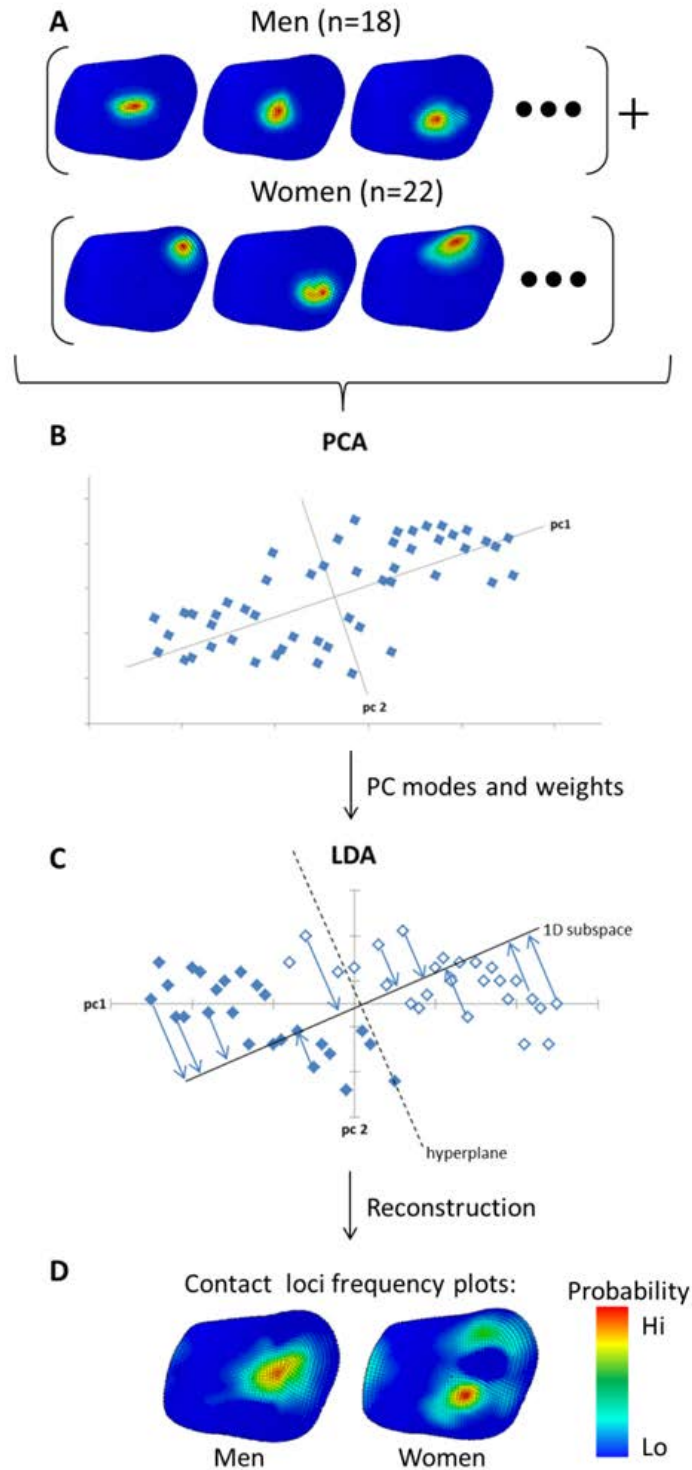 A
Men (n=18)
+
Women (n=22)
B
PCA
pc1
pc 2
PC modes and weights
C
LDA
1D subspace
pc1
pc 2
hyperplane
Reconstruction
D
Contact loci frequency plots:
Probability
Hi
Lo
Men
Women